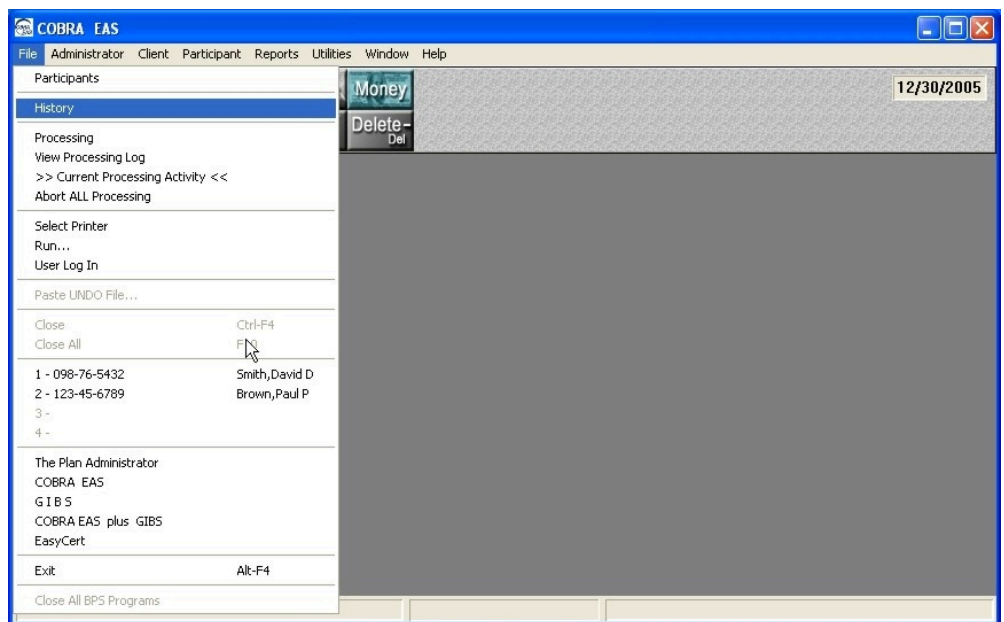 COBRA EAS
File Administrator Client Participant Reports Utilities Window Help
Participants
Money
12/30/2005
History
Delete-
Del
Processing
View Processing Log
>> Current Processing Activity <<
Abort ALL Processing
Select Printer
Run...
User Log In
Paste UNDO File...
Close Ctrl-F4
Close All
1 - 098-76-5432 Smith,David D
2 - 123-45-6789 Brown,Paul P
3 -
4 -
The Plan Administrator
COBRA EAS
G I B S
COBRA EAS plus GIBS
EasyCert
Exit Alt-F4
Close All BPS Programs